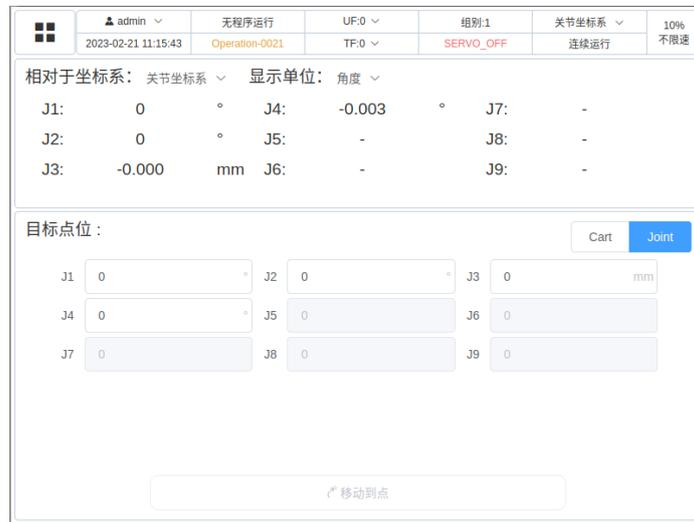 admin 无程序运行 UF:0 组别:1 关节坐标系 10%
2023-02-21 11:15:43 Operation-0021 TF:0 SERVO_OFF 连续运行 不限速
相对于坐标系： 关节坐标系 显示单位： 角度
J1: 0 ° J4: -0.003 ° J7: -
J2: 0 ° J5: - J8: -
J3: -0.000 mm J6: - J9: -
目标点位 :
Cart Joint
J1 0 ° J2 0 ° J3 0 mm
J4 0 ° J5 0 J6 0
J7 0 J8 0 J9 0
移动到点